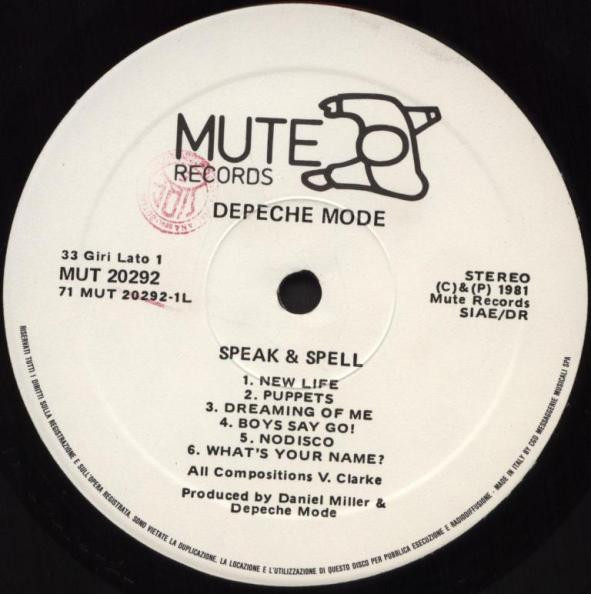 MUTE
RECORDS
DEPECHE MODE
33 Giri Lato 1
MUT 20292
71 MUT 20292-1L
STEREO
(C)&(P) 1981
Mute Records
SIAE/DR
SPEAK & SPELL
1. NEW LIFE
2. PUPPETS
3. DREAMING OF ME
4. BOYS SAY GO!
5. NODISCO
6. WHAT'S YOUR NAME?
All Compositions V. Clarke
Produced by Daniel Miller &
Depeche Mode
RISERVATI TUTTI I DIRITTI SULLA REGISTRAZIONE E SULL'OPERA REGISTRATA. SONO VIETATE LA DUPLICAZIONE, LA LOCAZIONE E L'UTILIZZAZIONE DI QUESTO DISCO PER PUBBLICA ESECUZIONE E RADIODIFFUSIONE - MADE IN ITALY BY CGD MESSAGGERIE MUSICALI SPA